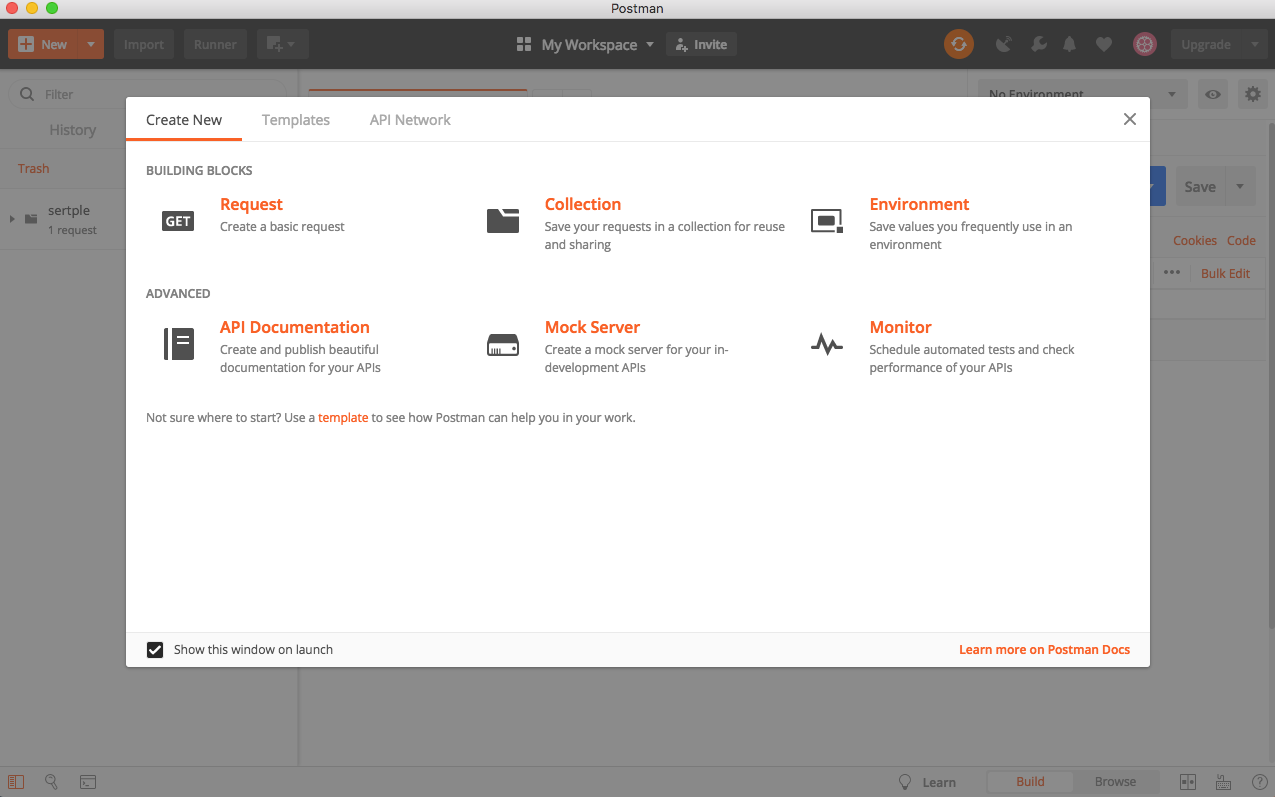 Postman
New
Import
Runner
My Workspace
Invite
Upgrade
Filter
No Environment
History
Trash
sertple
1 request
Save
Cookies Code
Bulk Edit
Create New
Templates
API Network
BUILDING BLOCKS
GET
Request
Create a basic request
Collection
Save your requests in a collection for reuse
and sharing
Environment
Save values you frequently use in an
environment
ADVANCED
API Documentation
Create and publish beautiful
documentation for your APIs
Mock Server
Create a mock server for your in-
development APIs
Monitor
Schedule automated tests and check
performance of your APIs
Not sure where to start? Use a template to see how Postman can help you in your work.
Show this window on launch
Learn more on Postman Docs
Learn
Build
Browse